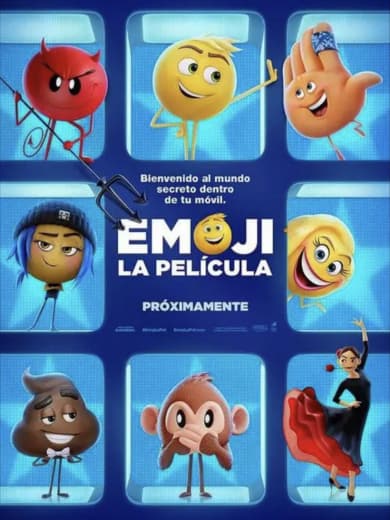 Bienvenido al mundo
secreto dentro
de tu móvil.
EMOJI
LA PELÍCULA
PRÓXIMAMENTE